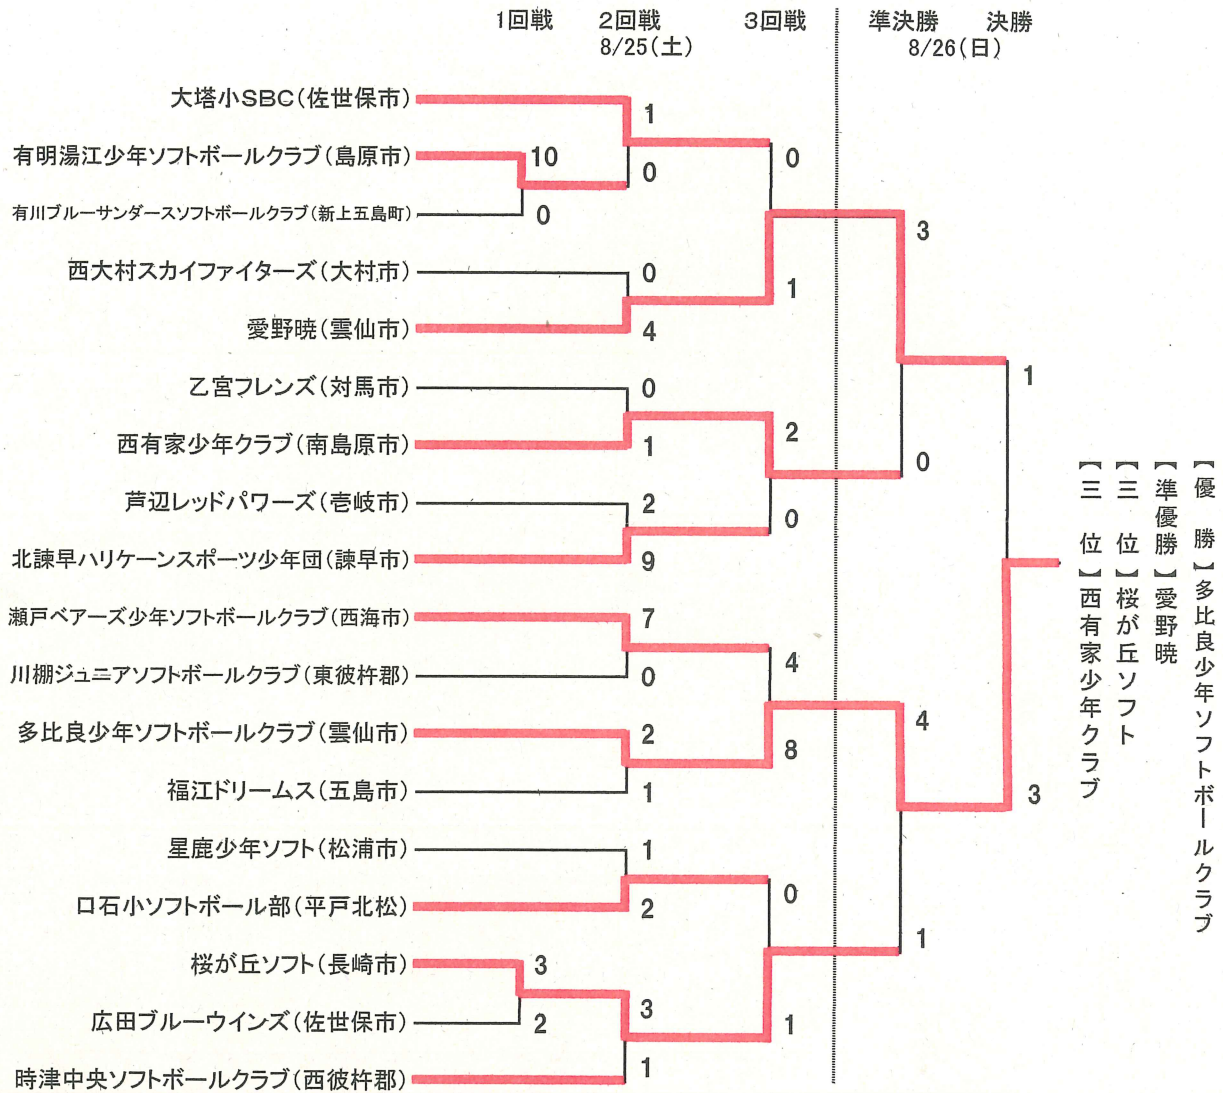 1回戦 2回戦 3回戦 準決勝 決勝
8/25(土) 8/26(日)
大塔小SBC(佐世保市)
1
有明湯江少年ソフトボールクラブ(島原市)
10
0
0
有川ブルーサンダースソフトボールクラブ(新上五島町)
0
3
西大村スカイファイターズ(大村市)
0
1
愛野暁(雲仙市)
4
1
乙宮フレンズ(対馬市)
0
2
西有家少年クラブ(南島原市)
1
0
芦辺レッドパワーズ(壱岐市)
2
0
北諫早ハリケーンスポーツ少年団(諫早市)
9
瀬戸ベアーズ少年ソフトボールクラブ(西海市)
7
4
川棚ジュニアソフトボールクラブ(東彼杵郡)
0
4
多比良少年ソフトボールクラブ(雲仙市)
2
8
福江ドリームス(五島市)
1
3
星鹿少年ソフト(松浦市)
1
0
口石小ソフトボール部(平戸北松)
2
1
桜が丘ソフト(長崎市)
3
3
広田ブルーウインズ(佐世保市)
2
1
1
時津中央ソフトボールクラブ(西彼杵郡)
【優 勝】多比良少年ソフトボールクラブ
【準優勝】愛野暁
【三 位】桜が丘ソフト
【三 位】西有家少年クラブ